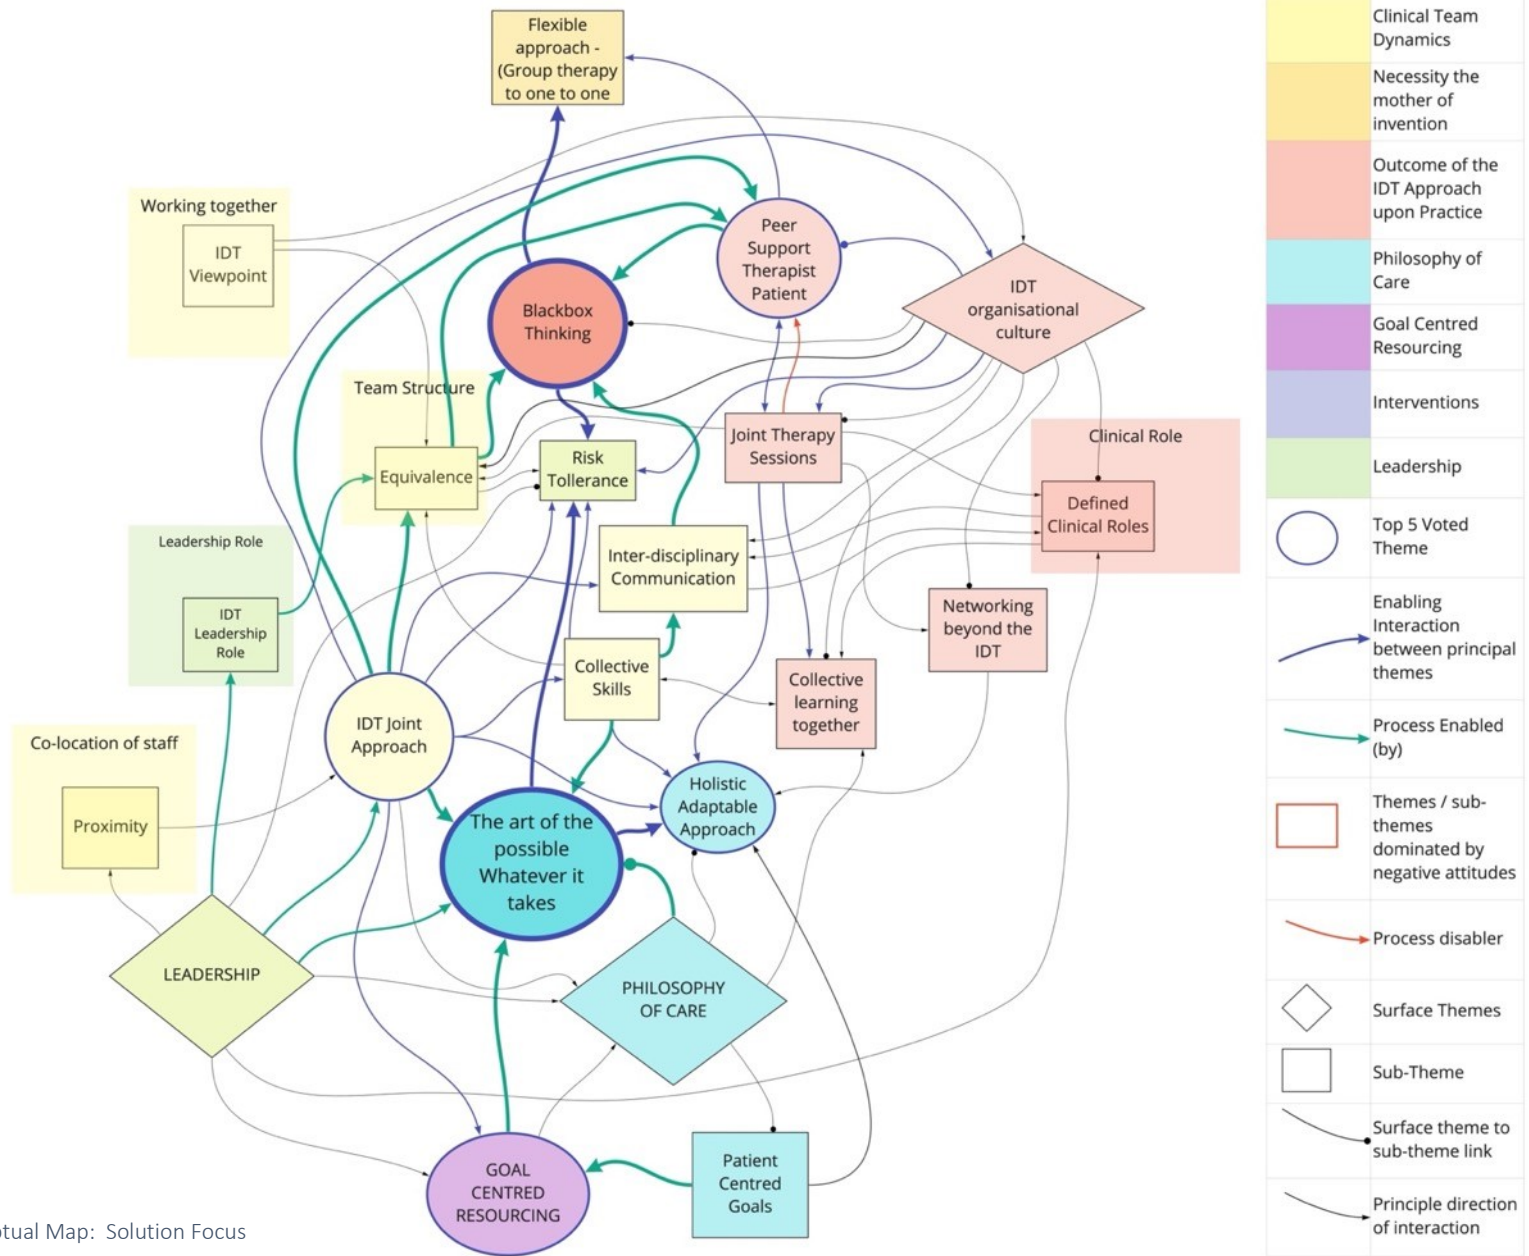 Flexible
approach -
(Group therapy
to one to one
Working together
IDT
Viewpoint
Peer
Support
Therapist
Patient
IDT
organisational
culture
Blackbox
Thinking
Team Structure
Equivalence
Risk
Tollerance
Joint Therapy
Sessions
Clinical Role
Defined
Clinical Roles
Leadership Role
IDT
Leadership
Role
Inter-disciplinary
Communication
Networking
beyond the
IDT
Collective
Skills
Collective
learning
together
IDT Joint
Approach
Co-location of staff
Proximity
Holistic
Adaptable
Approach
The art of the
possible
Whatever it
takes
LEADERSHIP
PHILOSOPHY
OF CARE
GOAL
CENTRED
RESOURCING
Patient
Centred
Goals
ptual Map: Solution Focus
Clinical Team
Dynamics
Necessity the
mother of
invention
Outcome of the
IDT Approach
upon Practice
Philosophy of
Care
Goal Centred
Resourcing
Interventions
Leadership
Top 5 Voted
Theme
Enabling
Interaction
between principal
themes
Process Enabled
(by)
Themes / sub-
themes
dominated by
negative attitudes
Process disabler
Surface Themes
Sub-Theme
Surface theme to
sub-theme link
Principle direction
of interaction